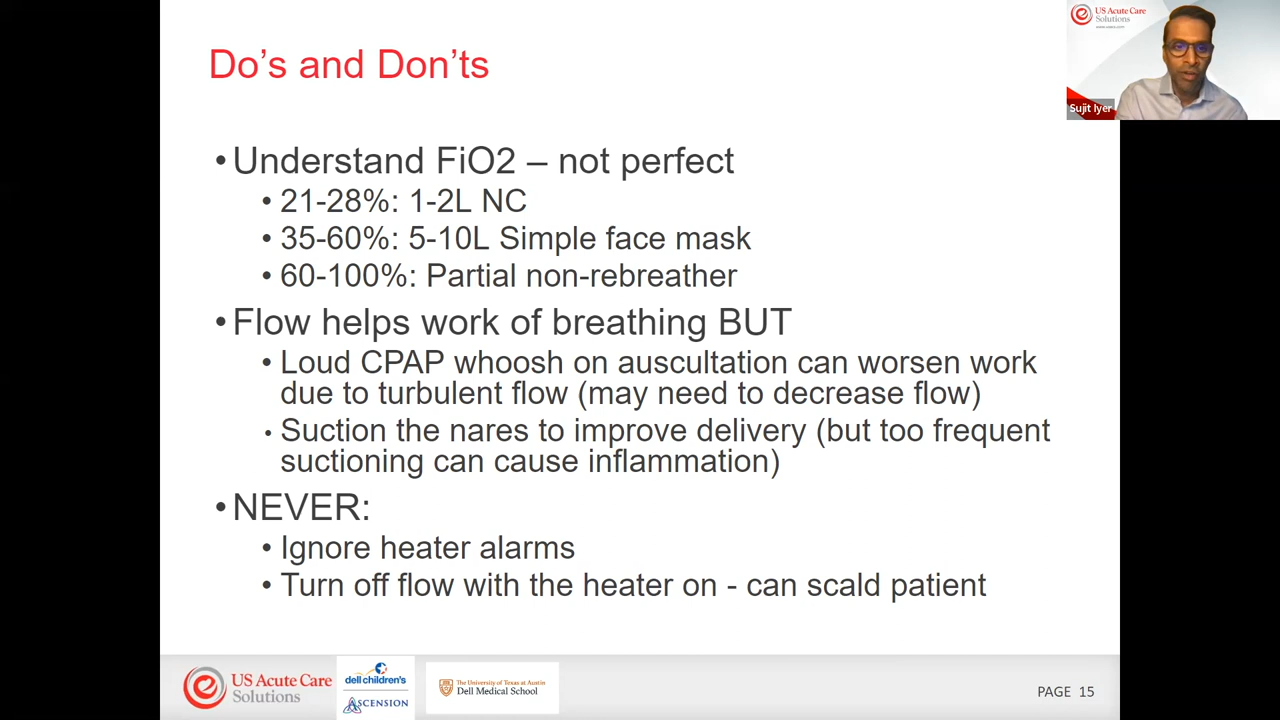 Do's and Don'ts
US Acute Care
Solutions
www.usacs.com
Sujit Iyer
•Understand FiO2 – not perfect
• 21-28%: 1-2L NC
• 35-60%: 5-10L Simple face mask
• 60-100%: Partial non-rebreather
•Flow helps work of breathing BUT
• Loud CPAP whoosh on auscultation can worsen work
due to turbulent flow (may need to decrease flow)
• Suction the nares to improve delivery (but too frequent
suctioning can cause inflammation)
•NEVER:
• Ignore heater alarms
• Turn off flow with the heater on - can scald patient
US Acute Care
Solutions
dell children's
ASCENSION
The University of Texas at Austin
Dell Medical School
PAGE 15